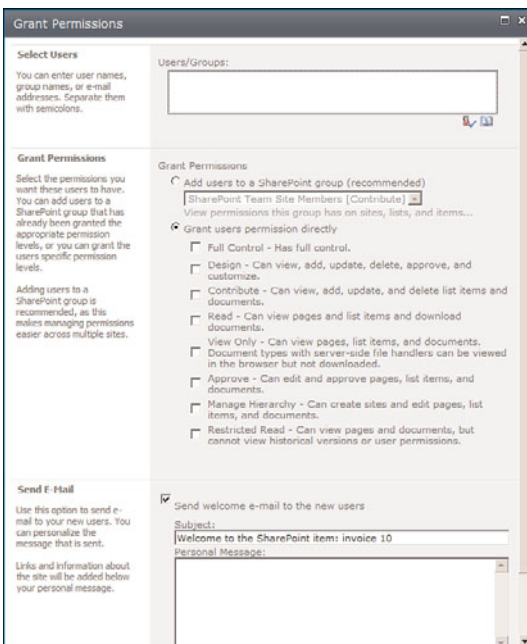 Grant Permissions
Select Users
You can enter user names,
group names, or e-mail
addresses. Separate them
with semicolons.
Users/Groups:
Grant Permissions
Select the permissions you
want these users to have.
You can add users to a
SharePoint group that has
already been granted the
appropriate permission
levels, or you can grant the
users specific permission
levels.
Adding users to a
SharePoint group is
recommended, as this
makes managing permissions
easier across multiple sites.
Grant Permissions
Add users to a SharePoint group (recommended)
SharePoint Team Site Members [Contribute]
View permissions this group has on sites, lists, and items...
Grant users permission directly
Full Control - Has full control.
Design - Can view, add, update, delete, approve, and
customize.
Contribute - Can view, add, update, and delete list items and
documents.
Read - Can view pages and list items and download
documents.
View Only - Can view pages, list items, and documents.
Document types with server-side file handlers can be viewed
in the browser but not downloaded.
Approve - Can edit and approve pages, list items, and
documents.
Manage Hierarchy - Can create sites and edit pages, list
items, and documents.
Restricted Read - Can view pages and documents, but
cannot view historical versions or user permissions.
Send E-Mail
Use this option to send e-
mail to your new users. You
can personalize the
message that is sent.
Links and information about
the site will be added below
your personal message.
Send welcome e-mail to the new users
Subject:
Welcome to the SharePoint item: invoice 10
Personal Message: